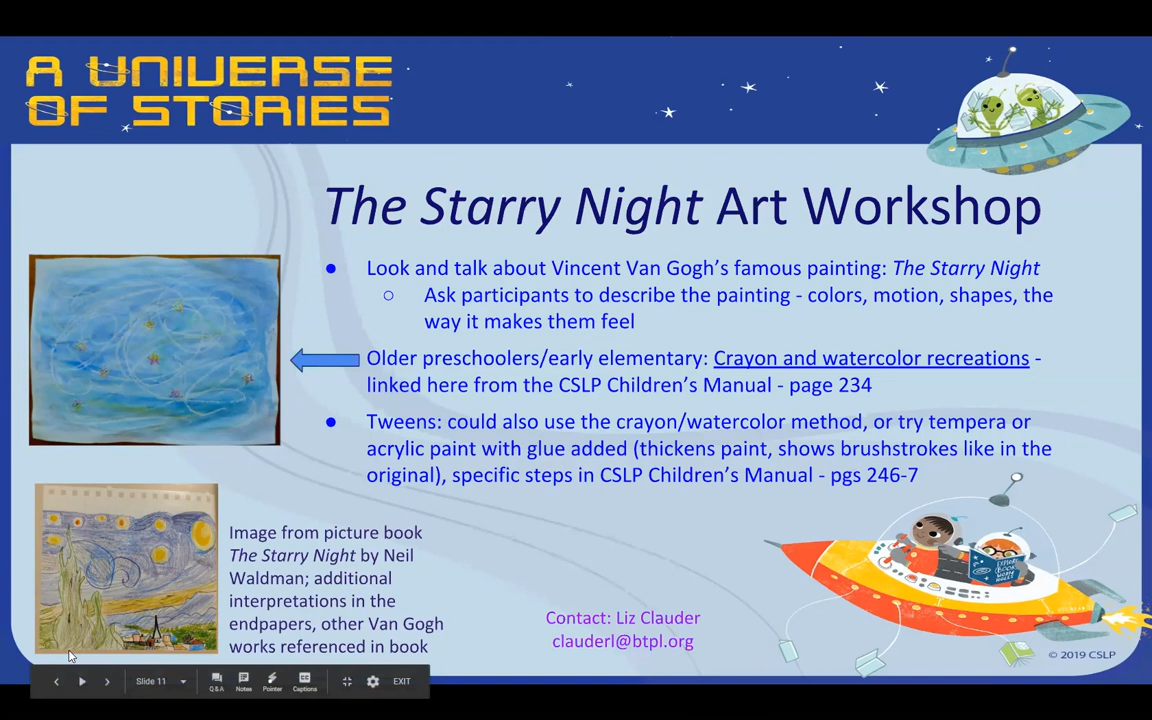 A UNIVERSE
OF STORIES
The Starry Night Art Workshop
● Look and talk about Vincent Van Gogh’s famous painting: The Starry Night
○ Ask participants to describe the painting - colors, motion, shapes, the
way it makes them feel
Older preschoolers/early elementary: Crayon and watercolor recreations -
linked here from the CSLP Children’s Manual - page 234
● Tweens: could also use the crayon/watercolor method, or try tempera or
acrylic paint with glue added (thickens paint, shows brushstrokes like in the
original), specific steps in CSLP Children’s Manual - pgs 246-7
Image from picture book
The Starry Night by Neil
Waldman; additional
interpretations in the
endpapers, other Van Gogh
works referenced in book
Contact: Liz Clauder
clauderl@btpl.org
EXPLORE
BOOK
WORM
HOLES
© 2019 CSLP
Slide 11
Q&A
Notes
Pointer
Captions
EXIT